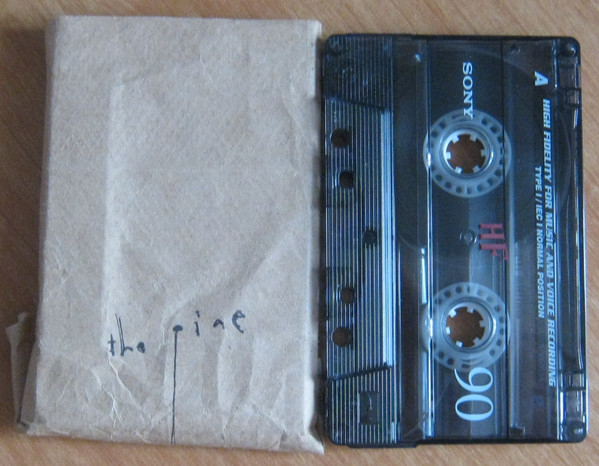 the pine
SONY
HF
90
A
HIGH FIDELITY FOR MUSIC AND VOICE RECORDING
TYPE I / IEC I NORMAL POSITION